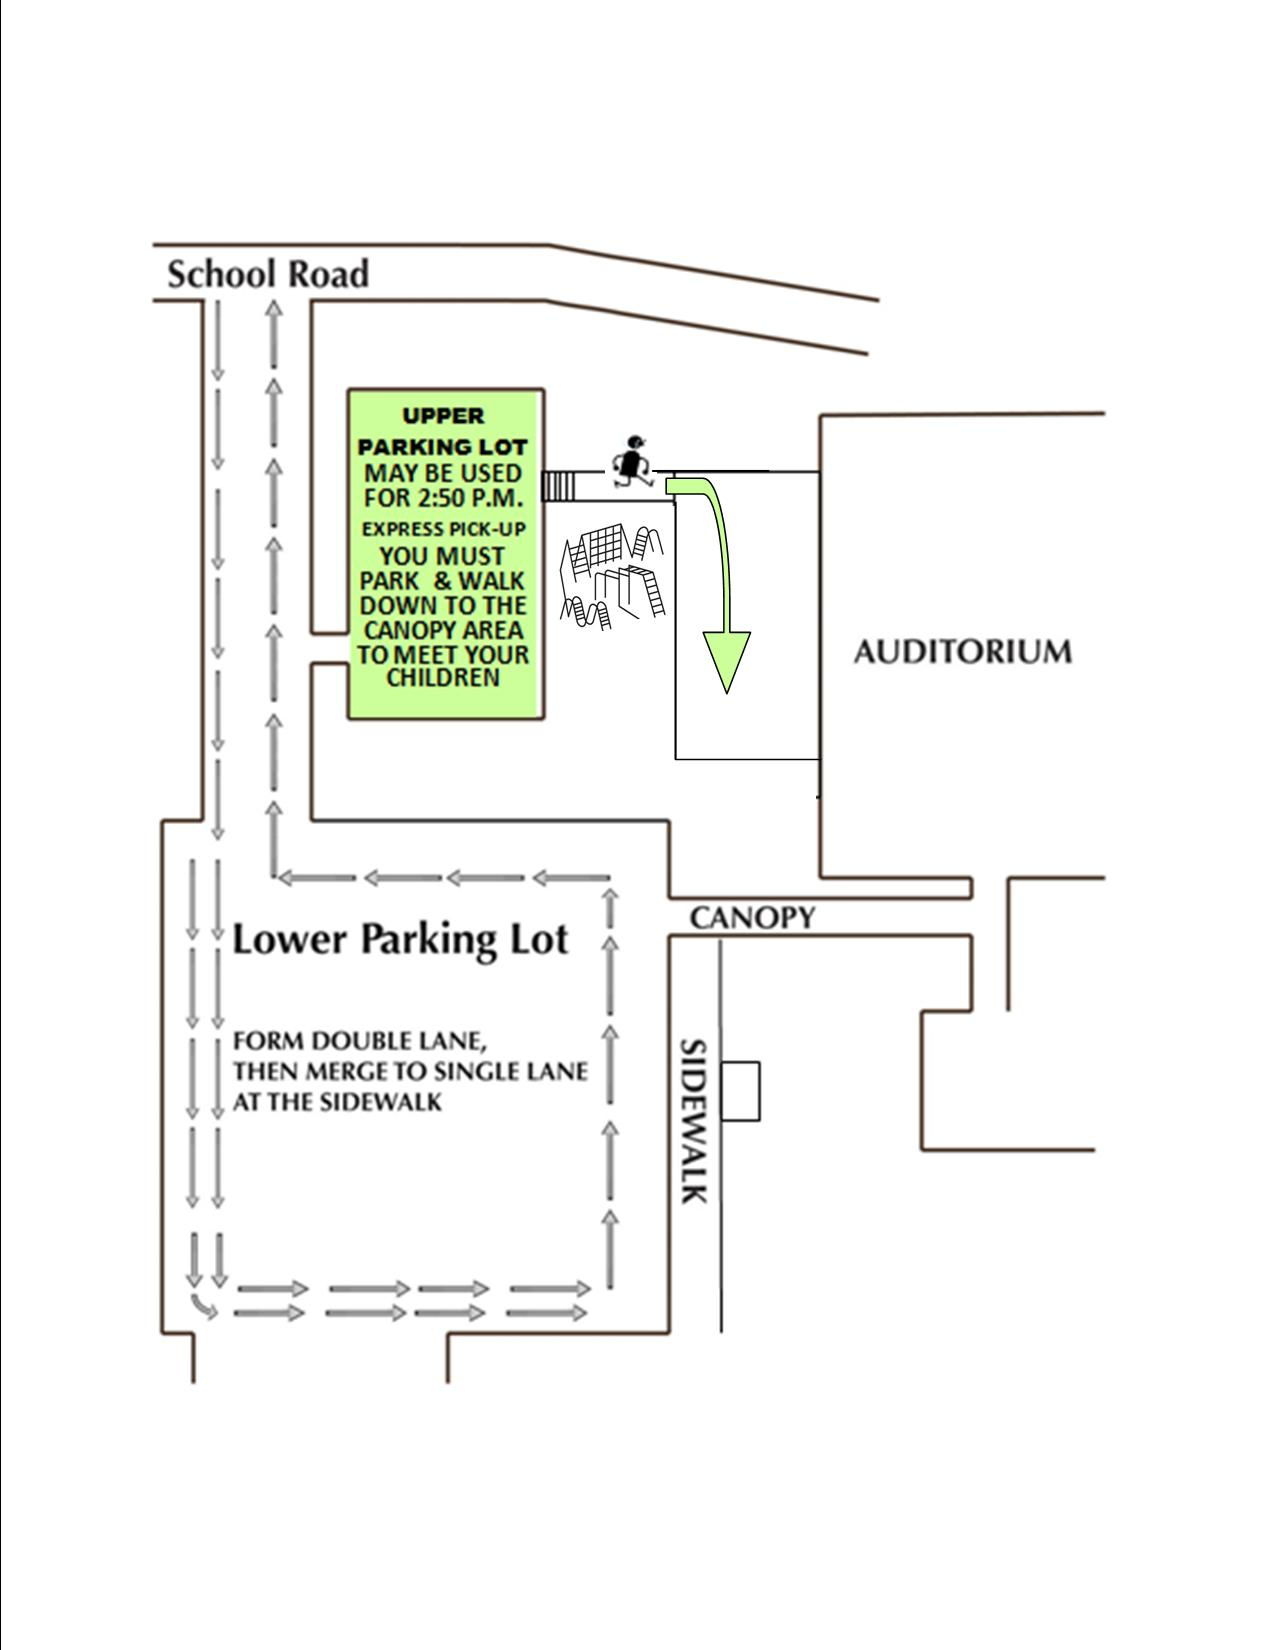 School Road
UPPER
PARKING LOT
MAY BE USED
FOR 2:50 P.M.
EXPRESS PICK-UP
YOU MUST
PARK & WALK
DOWN TO THE
CANOPY AREA
TO MEET YOUR
CHILDREN
AUDITORIUM
CANOPY
Lower Parking Lot
FORM DOUBLE LANE,
THEN MERGE TO SINGLE LANE
AT THE SIDEWALK
SIDEWALK